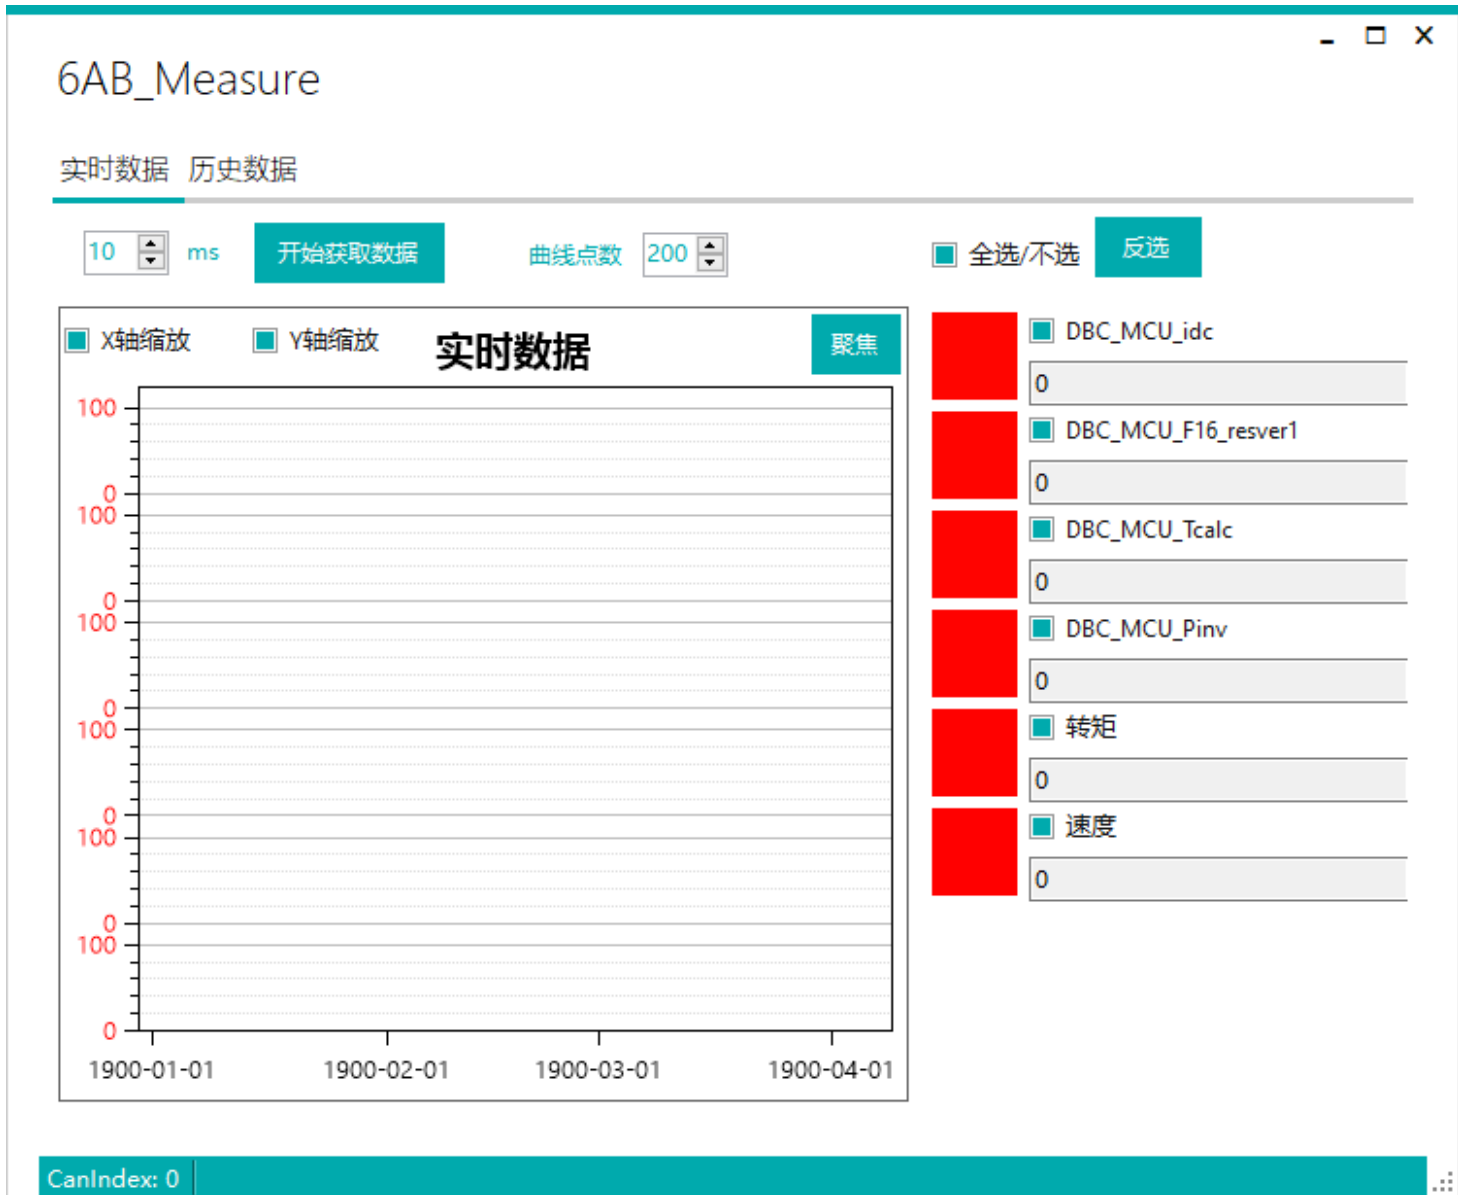 6AB_Measure
实时数据 历史数据
10 ms 开始获取数据 曲线点数 200 全选/不选 反选
X轴缩放 Y轴缩放 实时数据 聚焦
100
0
100
0
100
0
100
0
100
0
100
0
1900-01-01 1900-02-01 1900-03-01 1900-04-01
DBC_MCU_idc
0
DBC_MCU_F16_resver1
0
DBC_MCU_Tcalc
0
DBC_MCU_Pinv
0
转矩
0
速度
0
CanIndex: 0